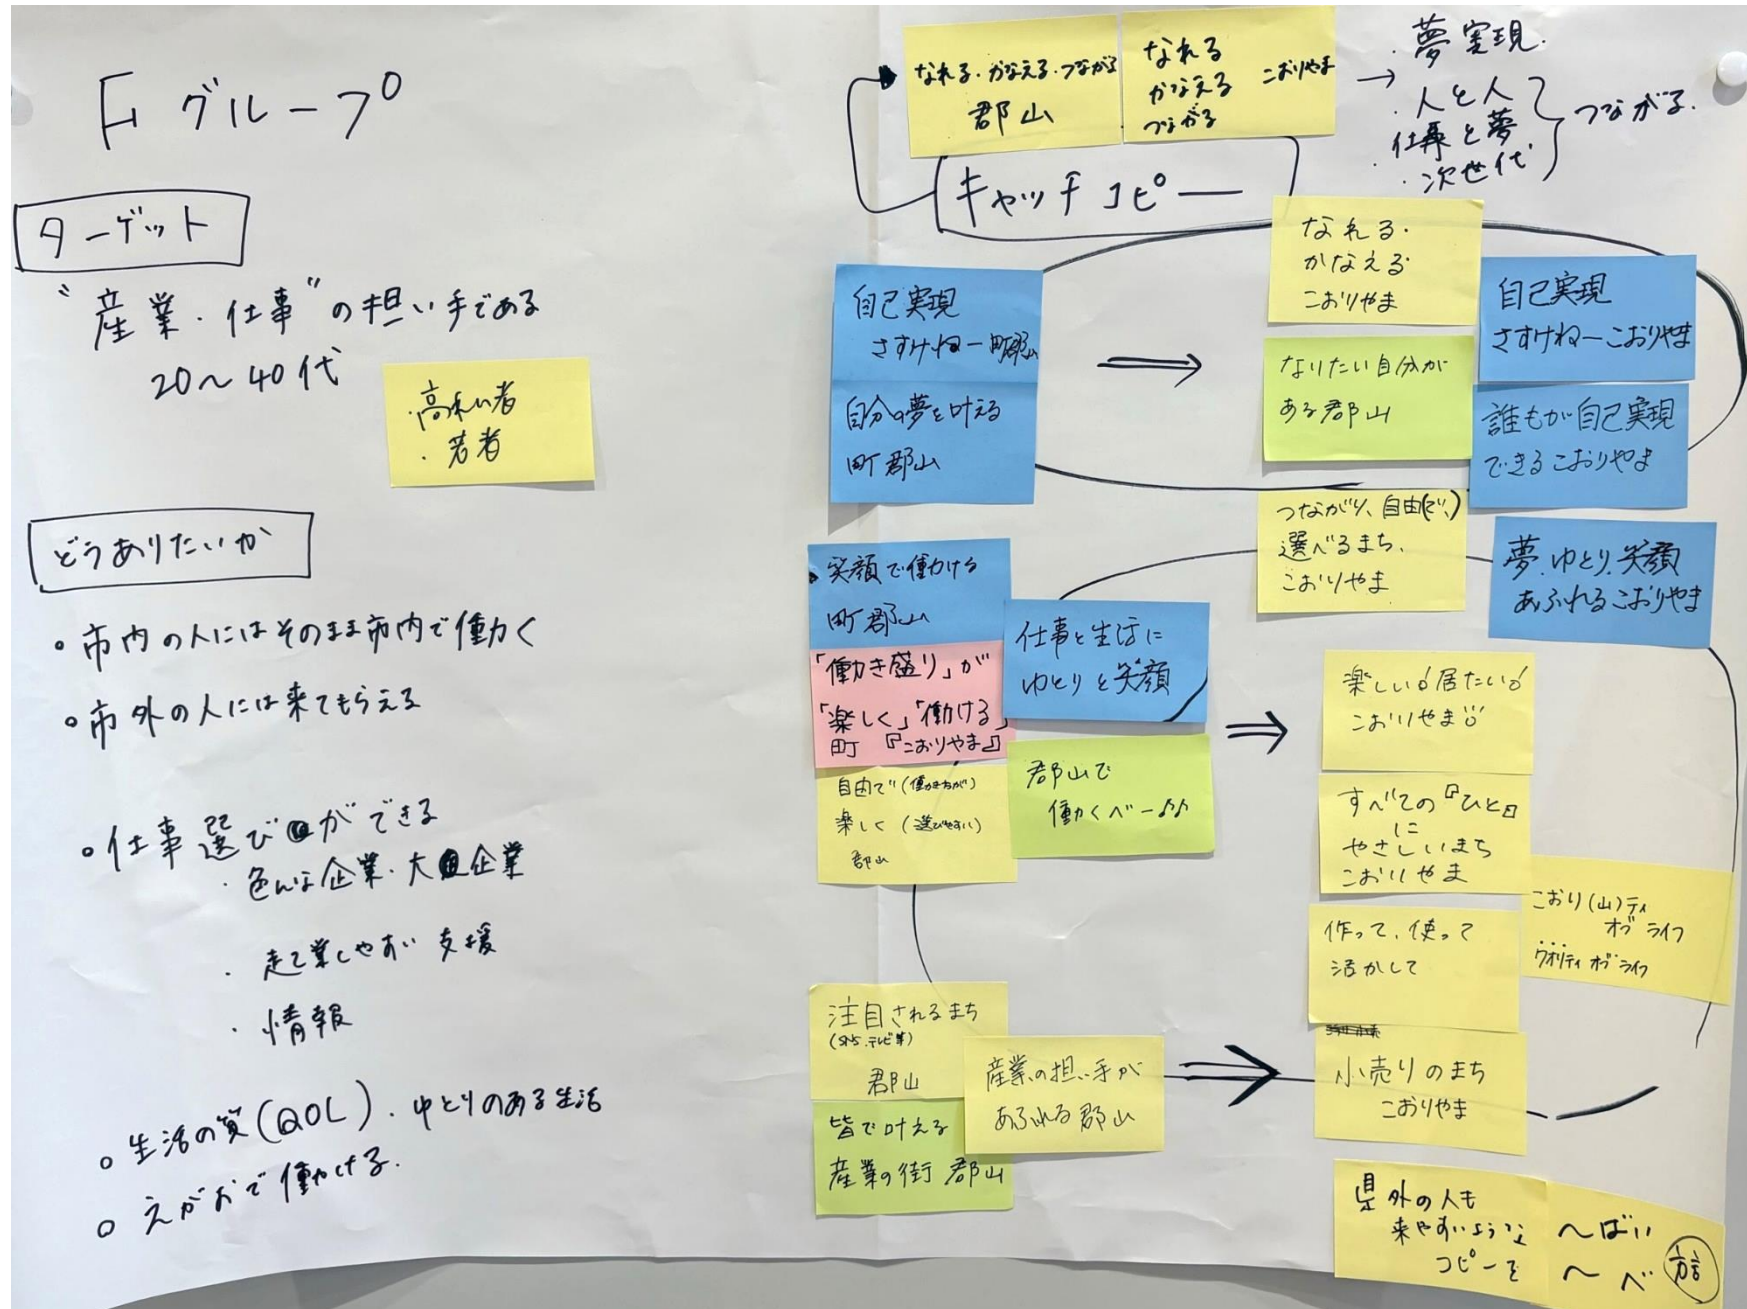 Fグループ
ターゲット
"産業・仕事"の担い手である
20〜40代
・高れい者
・若者
どうありたいか
○市内の人にはそのまま市内で働く
○市外の人には来てもらえる
○仕事選びができる
・色んな企業・大企業
・起業しやすい支援
・情報
○生活の質(QOL)・ゆとりのある生活
○えがおで働ける.
なれる・かなえる・つながる
郡山
なれる
かなえる こおりやま
つながる
→・夢実現.
・人と人
仕事と夢
・次世代
つながる.
キャッチコピー
自己実現
さすけねー町郡山
自分の夢を叶える
町郡山
なれる・
かなえる
こおりやま
なりたい自分が
ある郡山
自己実現
さすけねーこおりやま
誰もが自己実現
できるこおりやま
つながり、自由(で、)
選べるまち、
こおりやま
夢.ゆとり.笑顔
あふれるこおりやま
笑顔で働ける
町郡山
「働き盛り」が
「楽しく」「働ける」
町『こおりやま』
自由で(働きながら)
楽しく(選びやすい)
郡山
仕事と生活に
ゆとりと笑顔
郡山で
働くべー♪♪
楽しい!居たい!
こおりやま
すべての『ひと』
に
やさしいまち
こおりやま
こおり(山)ティ
オブ ライフ
クオリティ オブ ライフ
作って、使って
活かして
注目されるまち
(SNS.テレビ等)
郡山
皆で叶える
産業の街 郡山
産業の担い手が
あふれる郡山
小売りのまち
こおりやま
県外の人も
来やすいような
コピーを
〜ばい
〜べ
方言